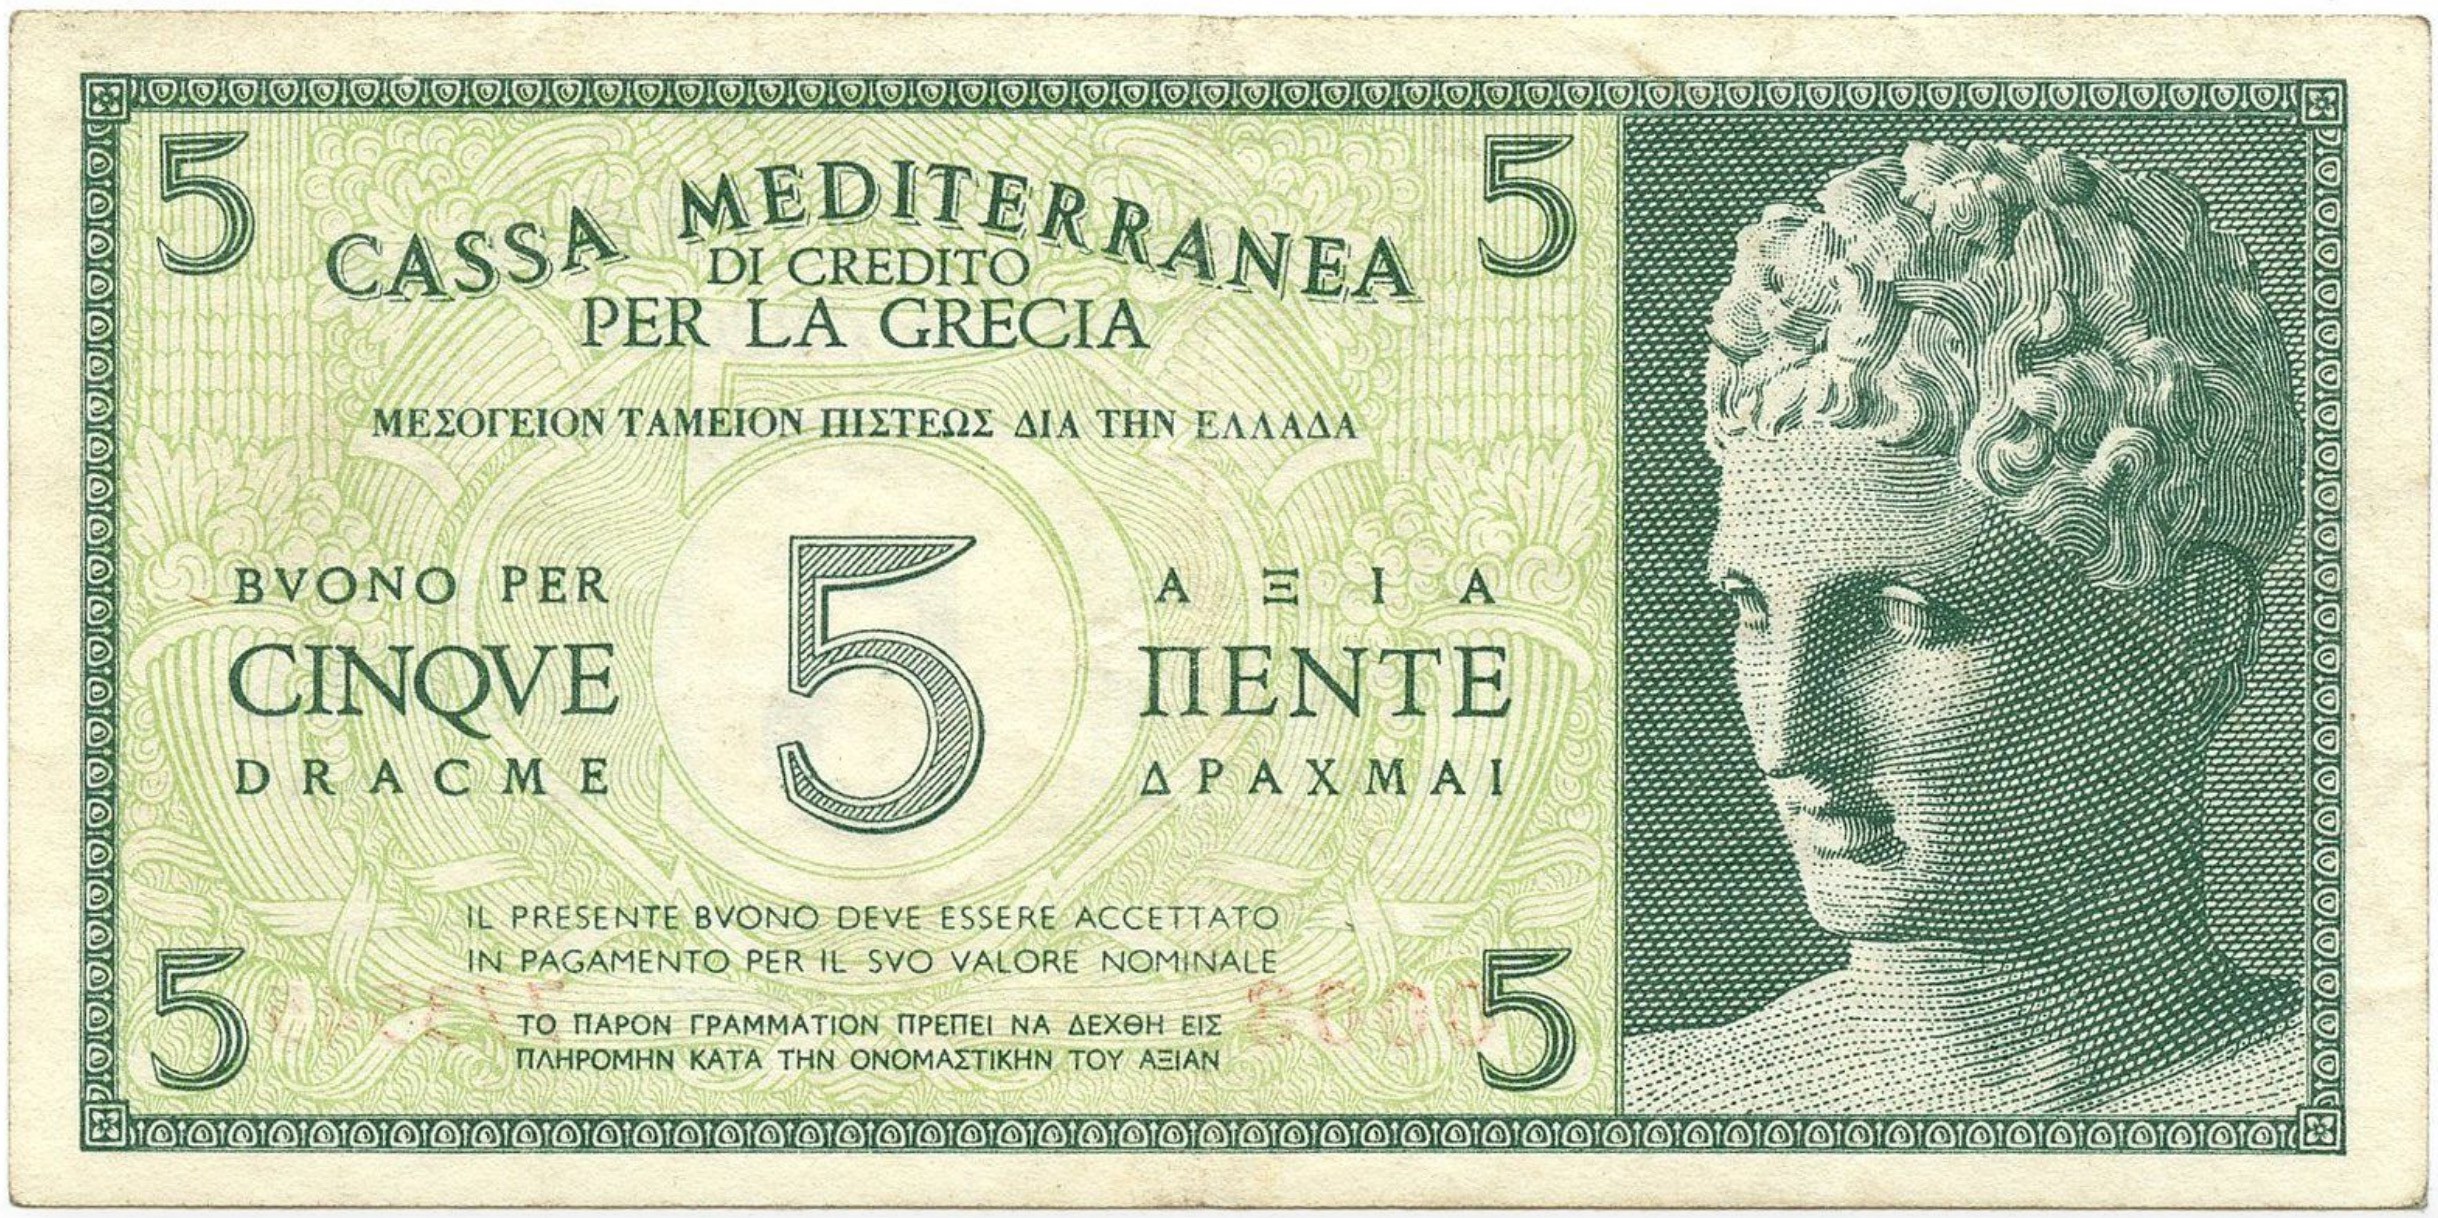 5 5
CASSA MEDITERRANEA
DI CREDITO
PER LA GRECIA
ΜΕΣΟΓΕΙΟΝ ΤΑΜΕΙΟΝ ΠΙΣΤΕΩΣ ΔΙΑ ΤΗΝ ΕΛΛΑΔΑ
BVONO PER
CINQVE
DRACME
5
ΑΞΙΑ
ΠΕΝΤΕ
ΔΡΑΧΜΑΙ
IL PRESENTE BVONO DEVE ESSERE ACCETTATO
IN PAGAMENTO PER IL SVO VALORE NOMINALE
ΤΟ ΠΑΡΟΝ ΓΡΑΜΜΑΤΙΟΝ ΠΡΕΠΕΙ ΝΑ ΔΕΧΘΗ ΕΙΣ
ΠΛΗΡΟΜΗΝ ΚΑΤΑ ΤΗΝ ΟΝΟΜΑΣΤΙΚΗΝ ΤΟΥ ΑΞΙΑΝ
5 5